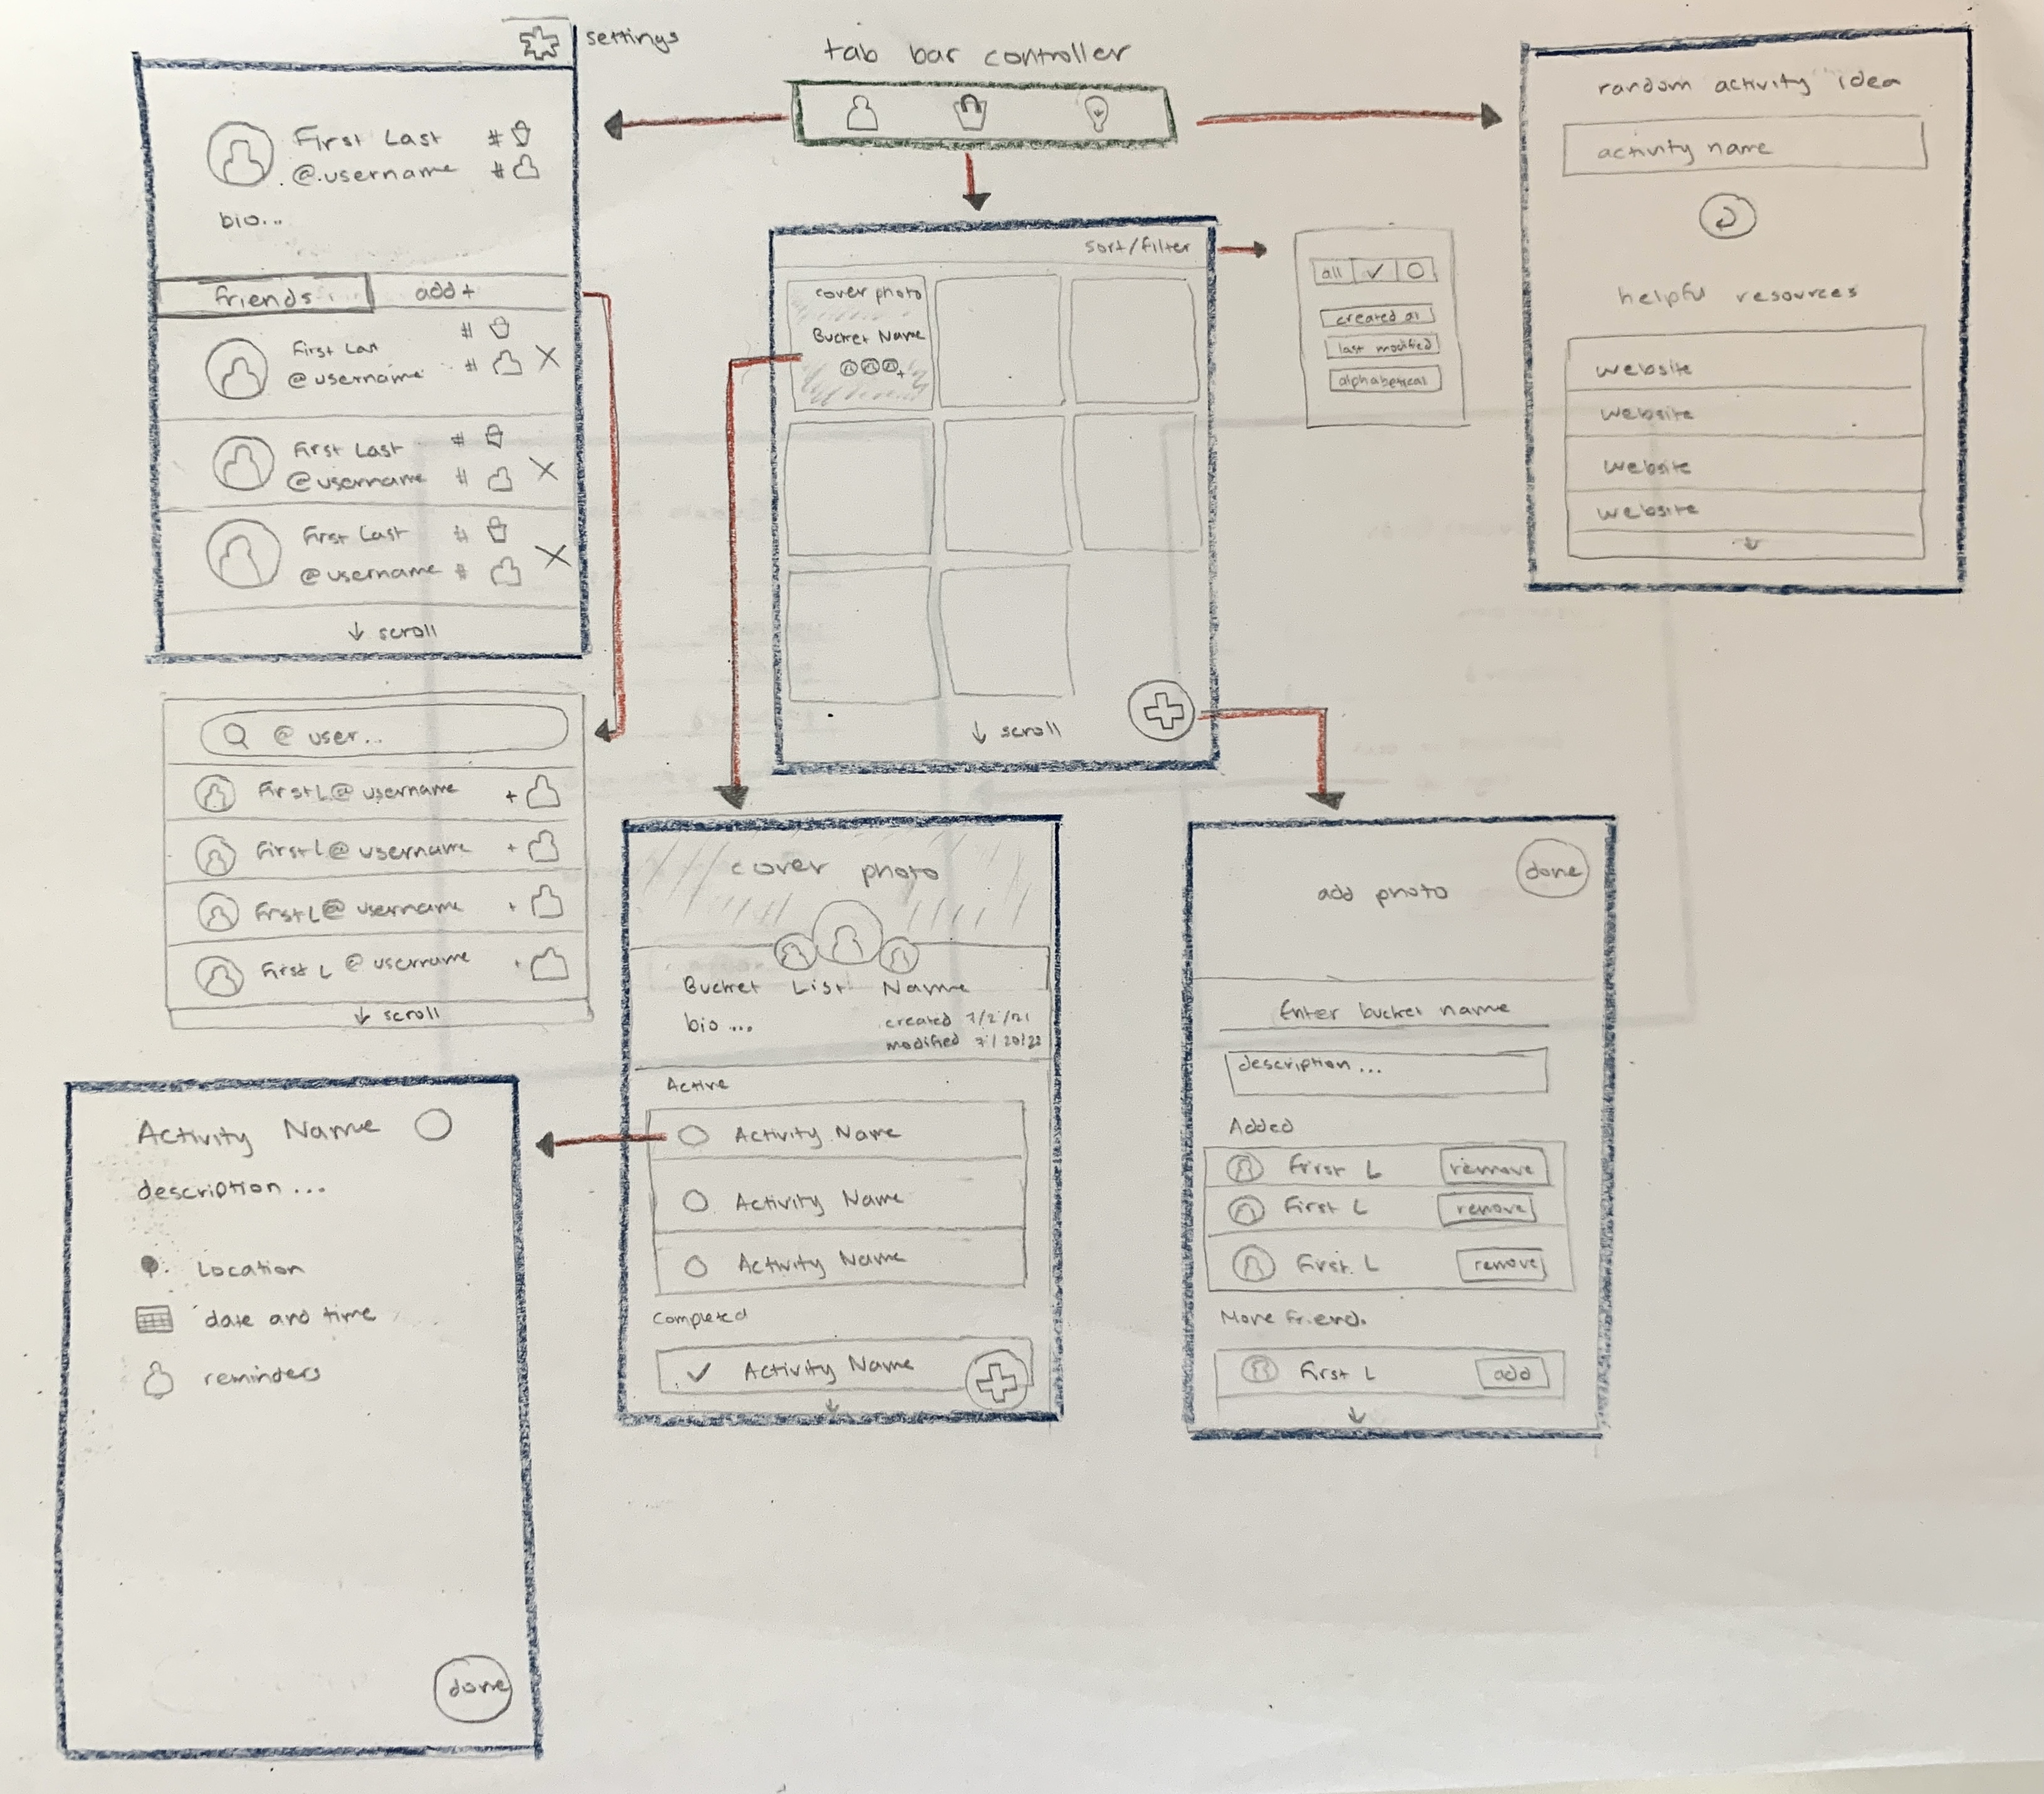 settings
First Last #
@username #
bio...
friends add+
#
First Las
@username #
First Last #
@username #
First Last #
@username #
↓ scroll
@ user..
First L @ username +
First L @ username +
First L @ username +
First L @ username +
↓ scroll
tab bar controller
sort/filter
cover photo
Bucket Name
+
↓ scroll
all ✓ O
created at
last modified
alphabetical
random activity idea
activity name
helpful resources
website
website
website
website
↓
cover photo
Bucket List Name
bio ...
created 7/2/21
modified 7/20/22
Active
Activity Name
Activity Name
Activity Name
Completed
✓ Activity Name
↓
done
add photo
Enter bucket name
description ...
Added
First L remove
First L remove
First L remove
More Friend.
First L add
↓
Activity Name
description ...
Location
date and time
reminders
done